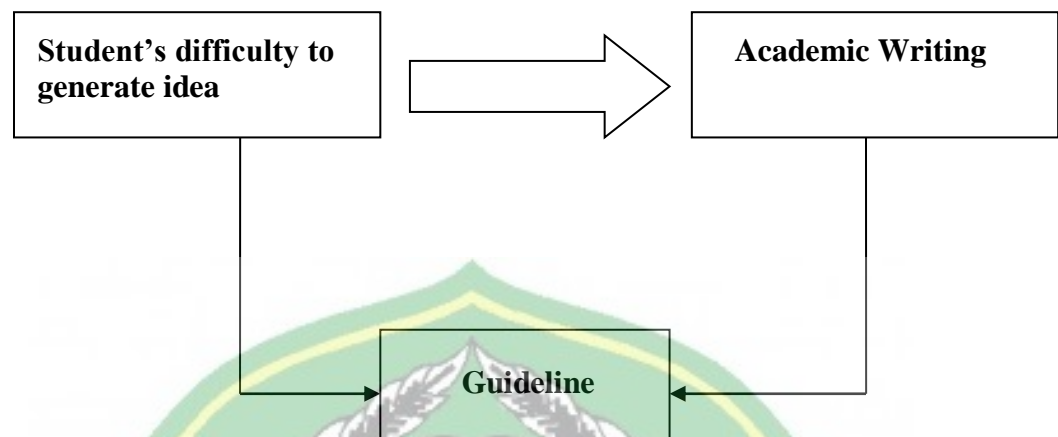 Student’s difficulty to
generate idea
Academic Writing
Guideline